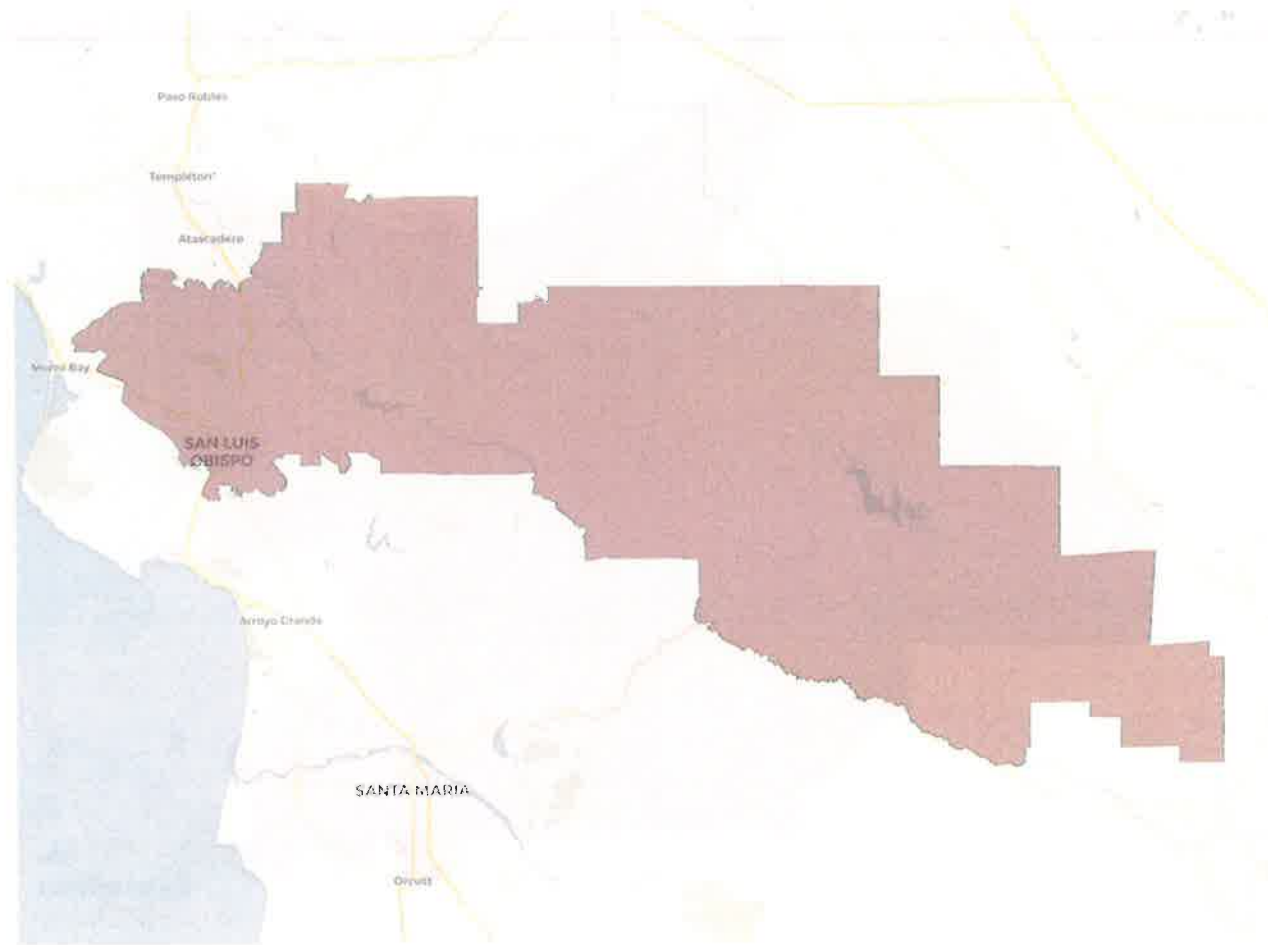 Paso Robles
Templeton
Atascadero
Morro Bay
SAN LUIS
OBISPO
Arroyo Grande
SANTA MARIA
Orcutt